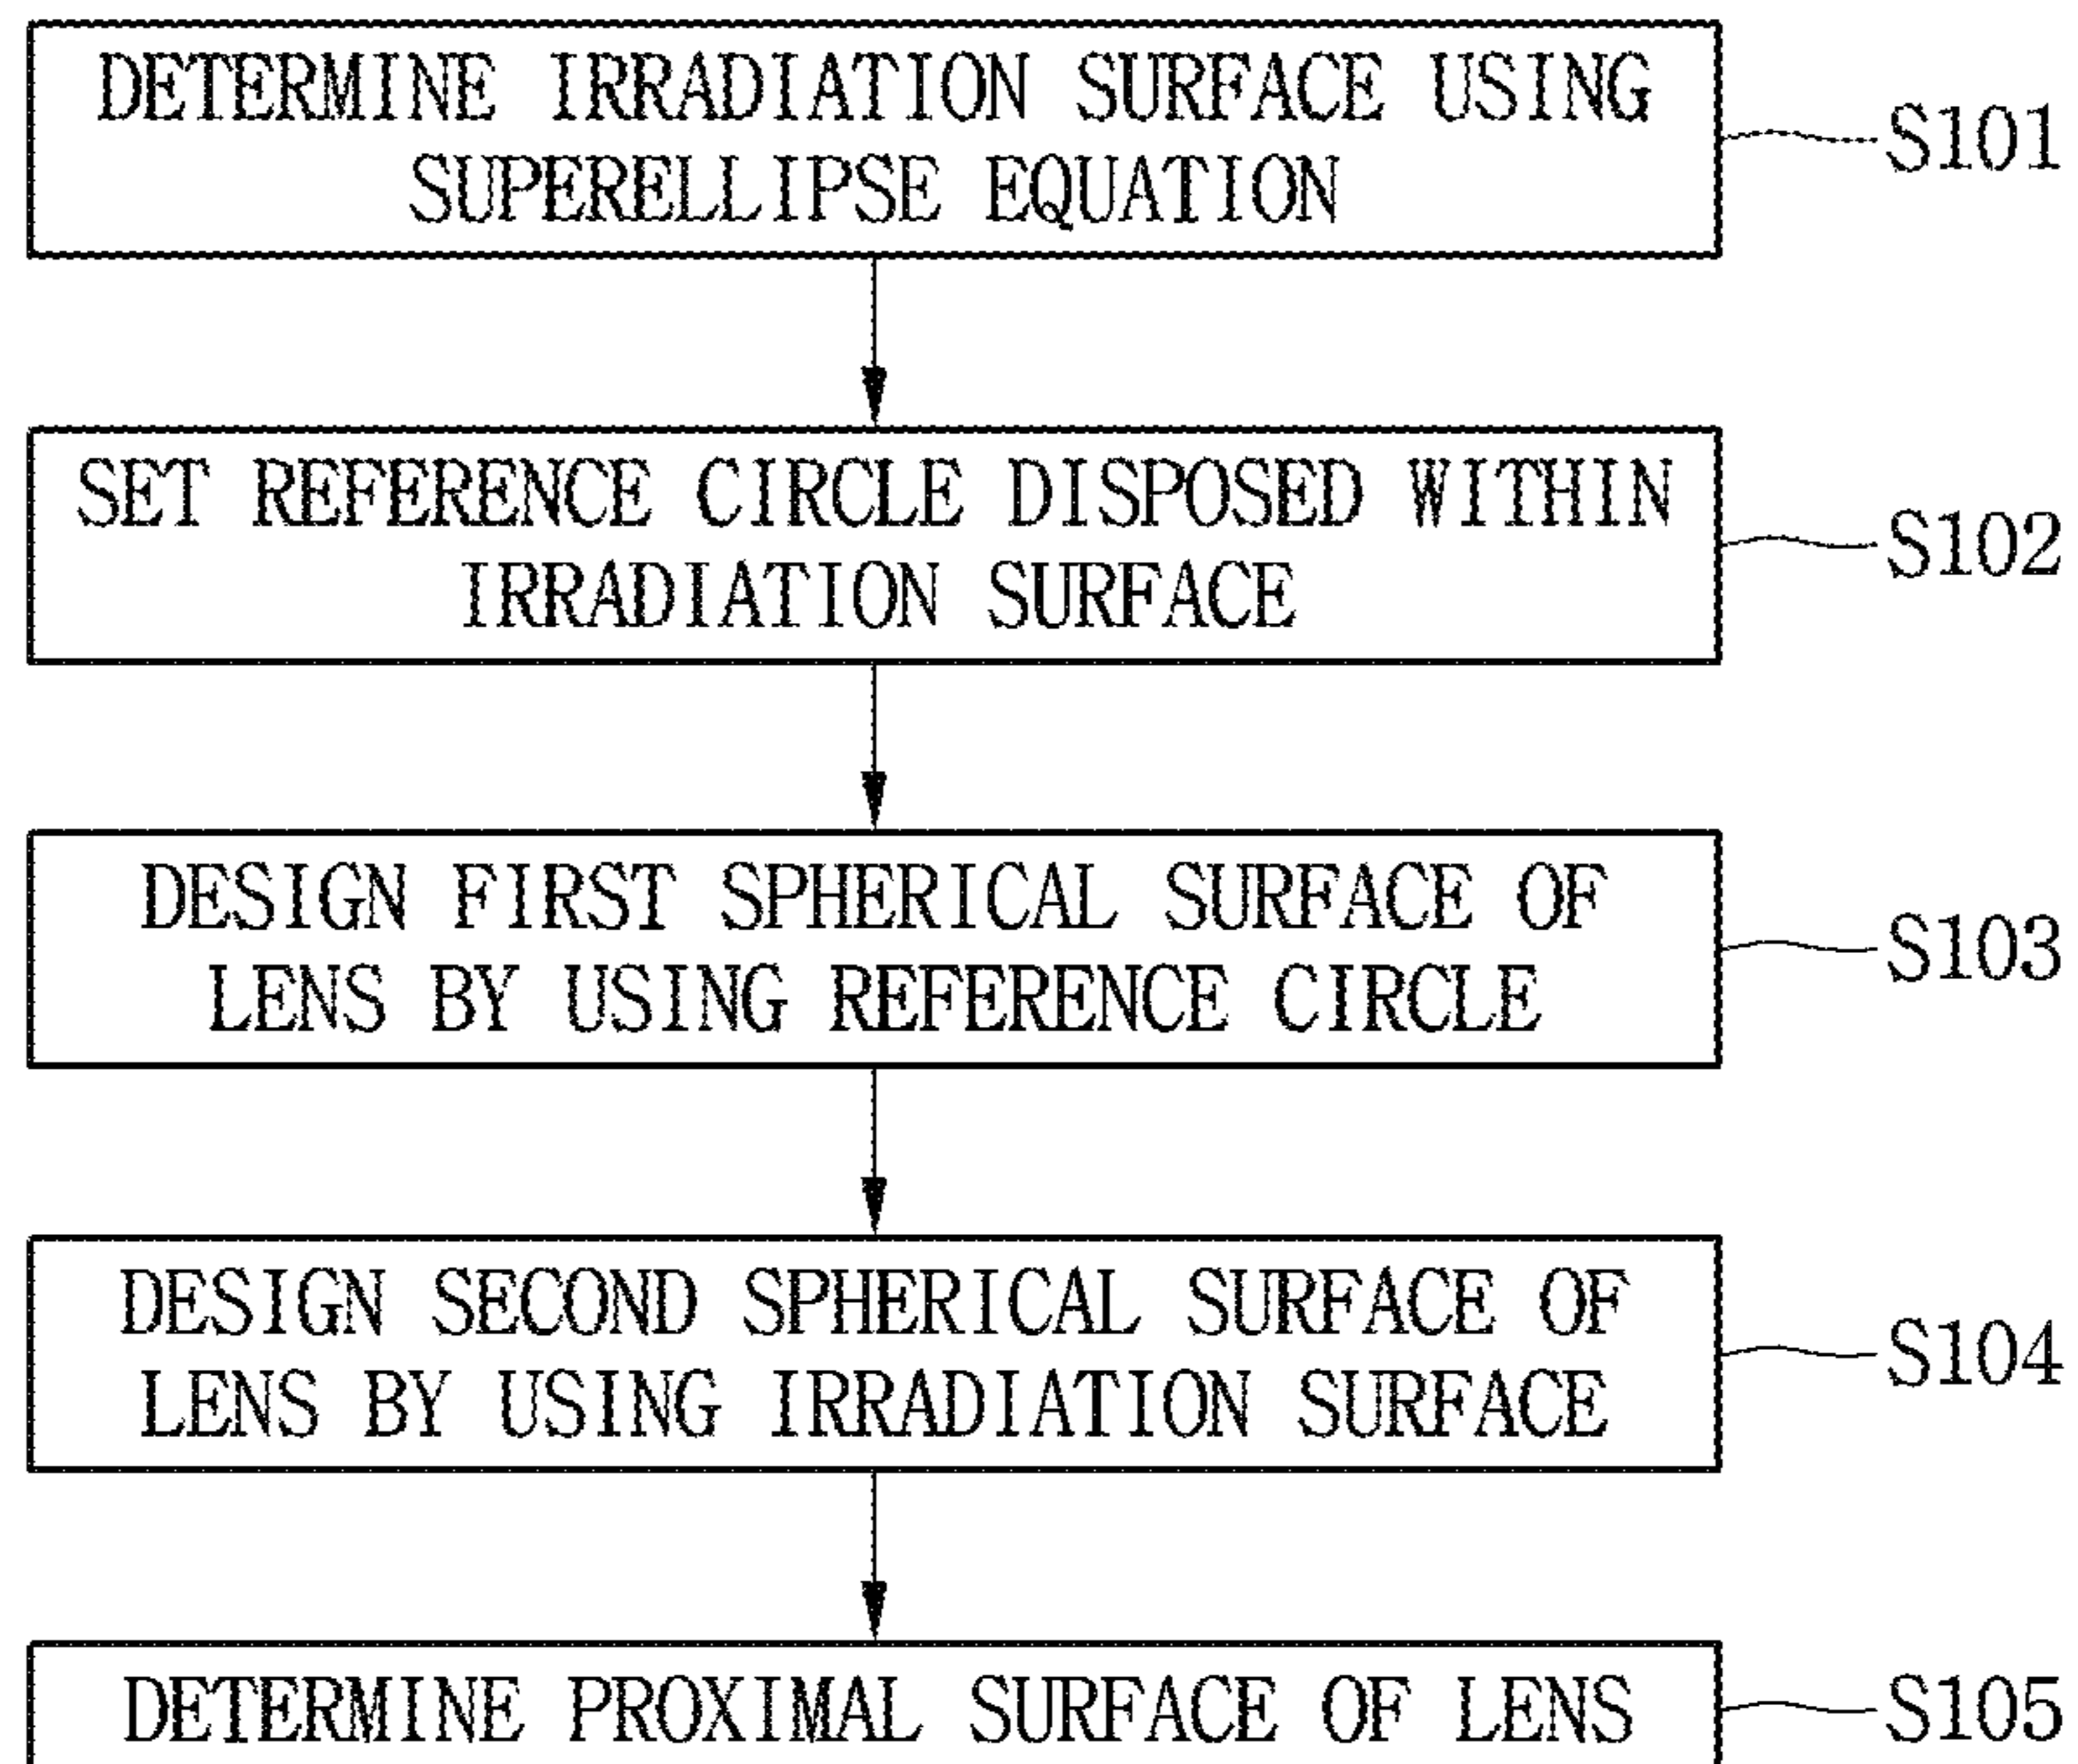 DETERMINE IRRADIATION SURFACE USING
SUPERELLIPSE EQUATION
S101
SET REFERENCE CIRCLE DISPOSED WITHIN
IRRADIATION SURFACE
S102
DESIGN FIRST SPHERICAL SURFACE OF
LENS BY USING REFERENCE CIRCLE
S103
DESIGN SECOND SPHERICAL SURFACE OF
LENS BY USING IRRADIATION SURFACE
S104
DETERMINE PROXIMAL SURFACE OF LENS
S105